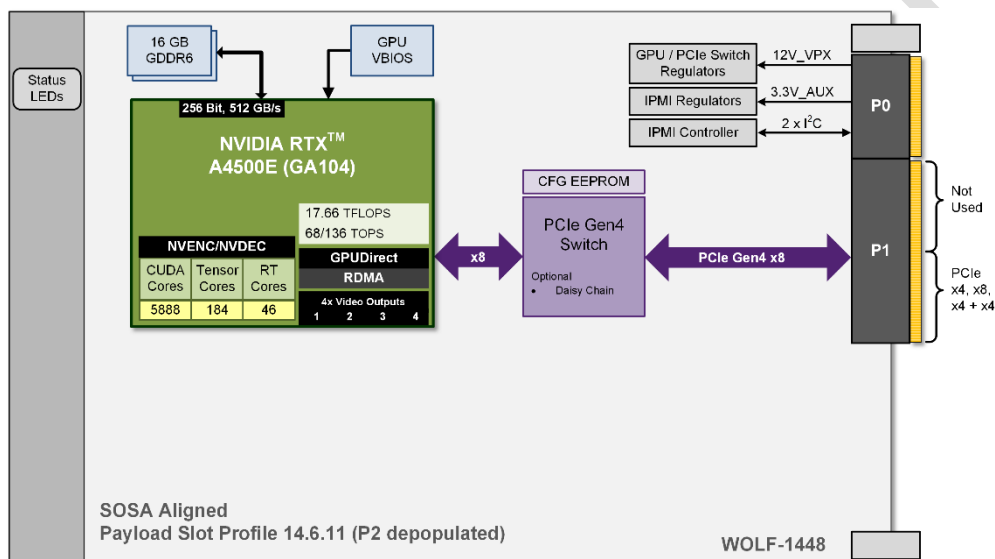 Status
LEDs
16 GB
GDDR6
GPU
VBIOS
256 Bit, 512 GB/s
NVIDIA RTX™
A4500E (GA104)
17.66 TFLOPS
68/136 TOPS
NVENC/NVDEC
CUDA
Cores
Tensor
Cores
RT
Cores
5888
184
46
GPUDirect
RDMA
4x Video Outputs
1 2 3 4
x8
CFG EEPROM
PCIe Gen4
Switch
Optional
• Daisy Chain
PCIe Gen4 x8
GPU / PCIe Switch
Regulators
12V_VPX
IPMI Regulators
3.3V_AUX
IPMI Controller
2 x I²C
P0
P1
Not
Used
PCIe
x4, x8,
x4 + x4
SOSA Aligned
Payload Slot Profile 14.6.11 (P2 depopulated)
WOLF-1448